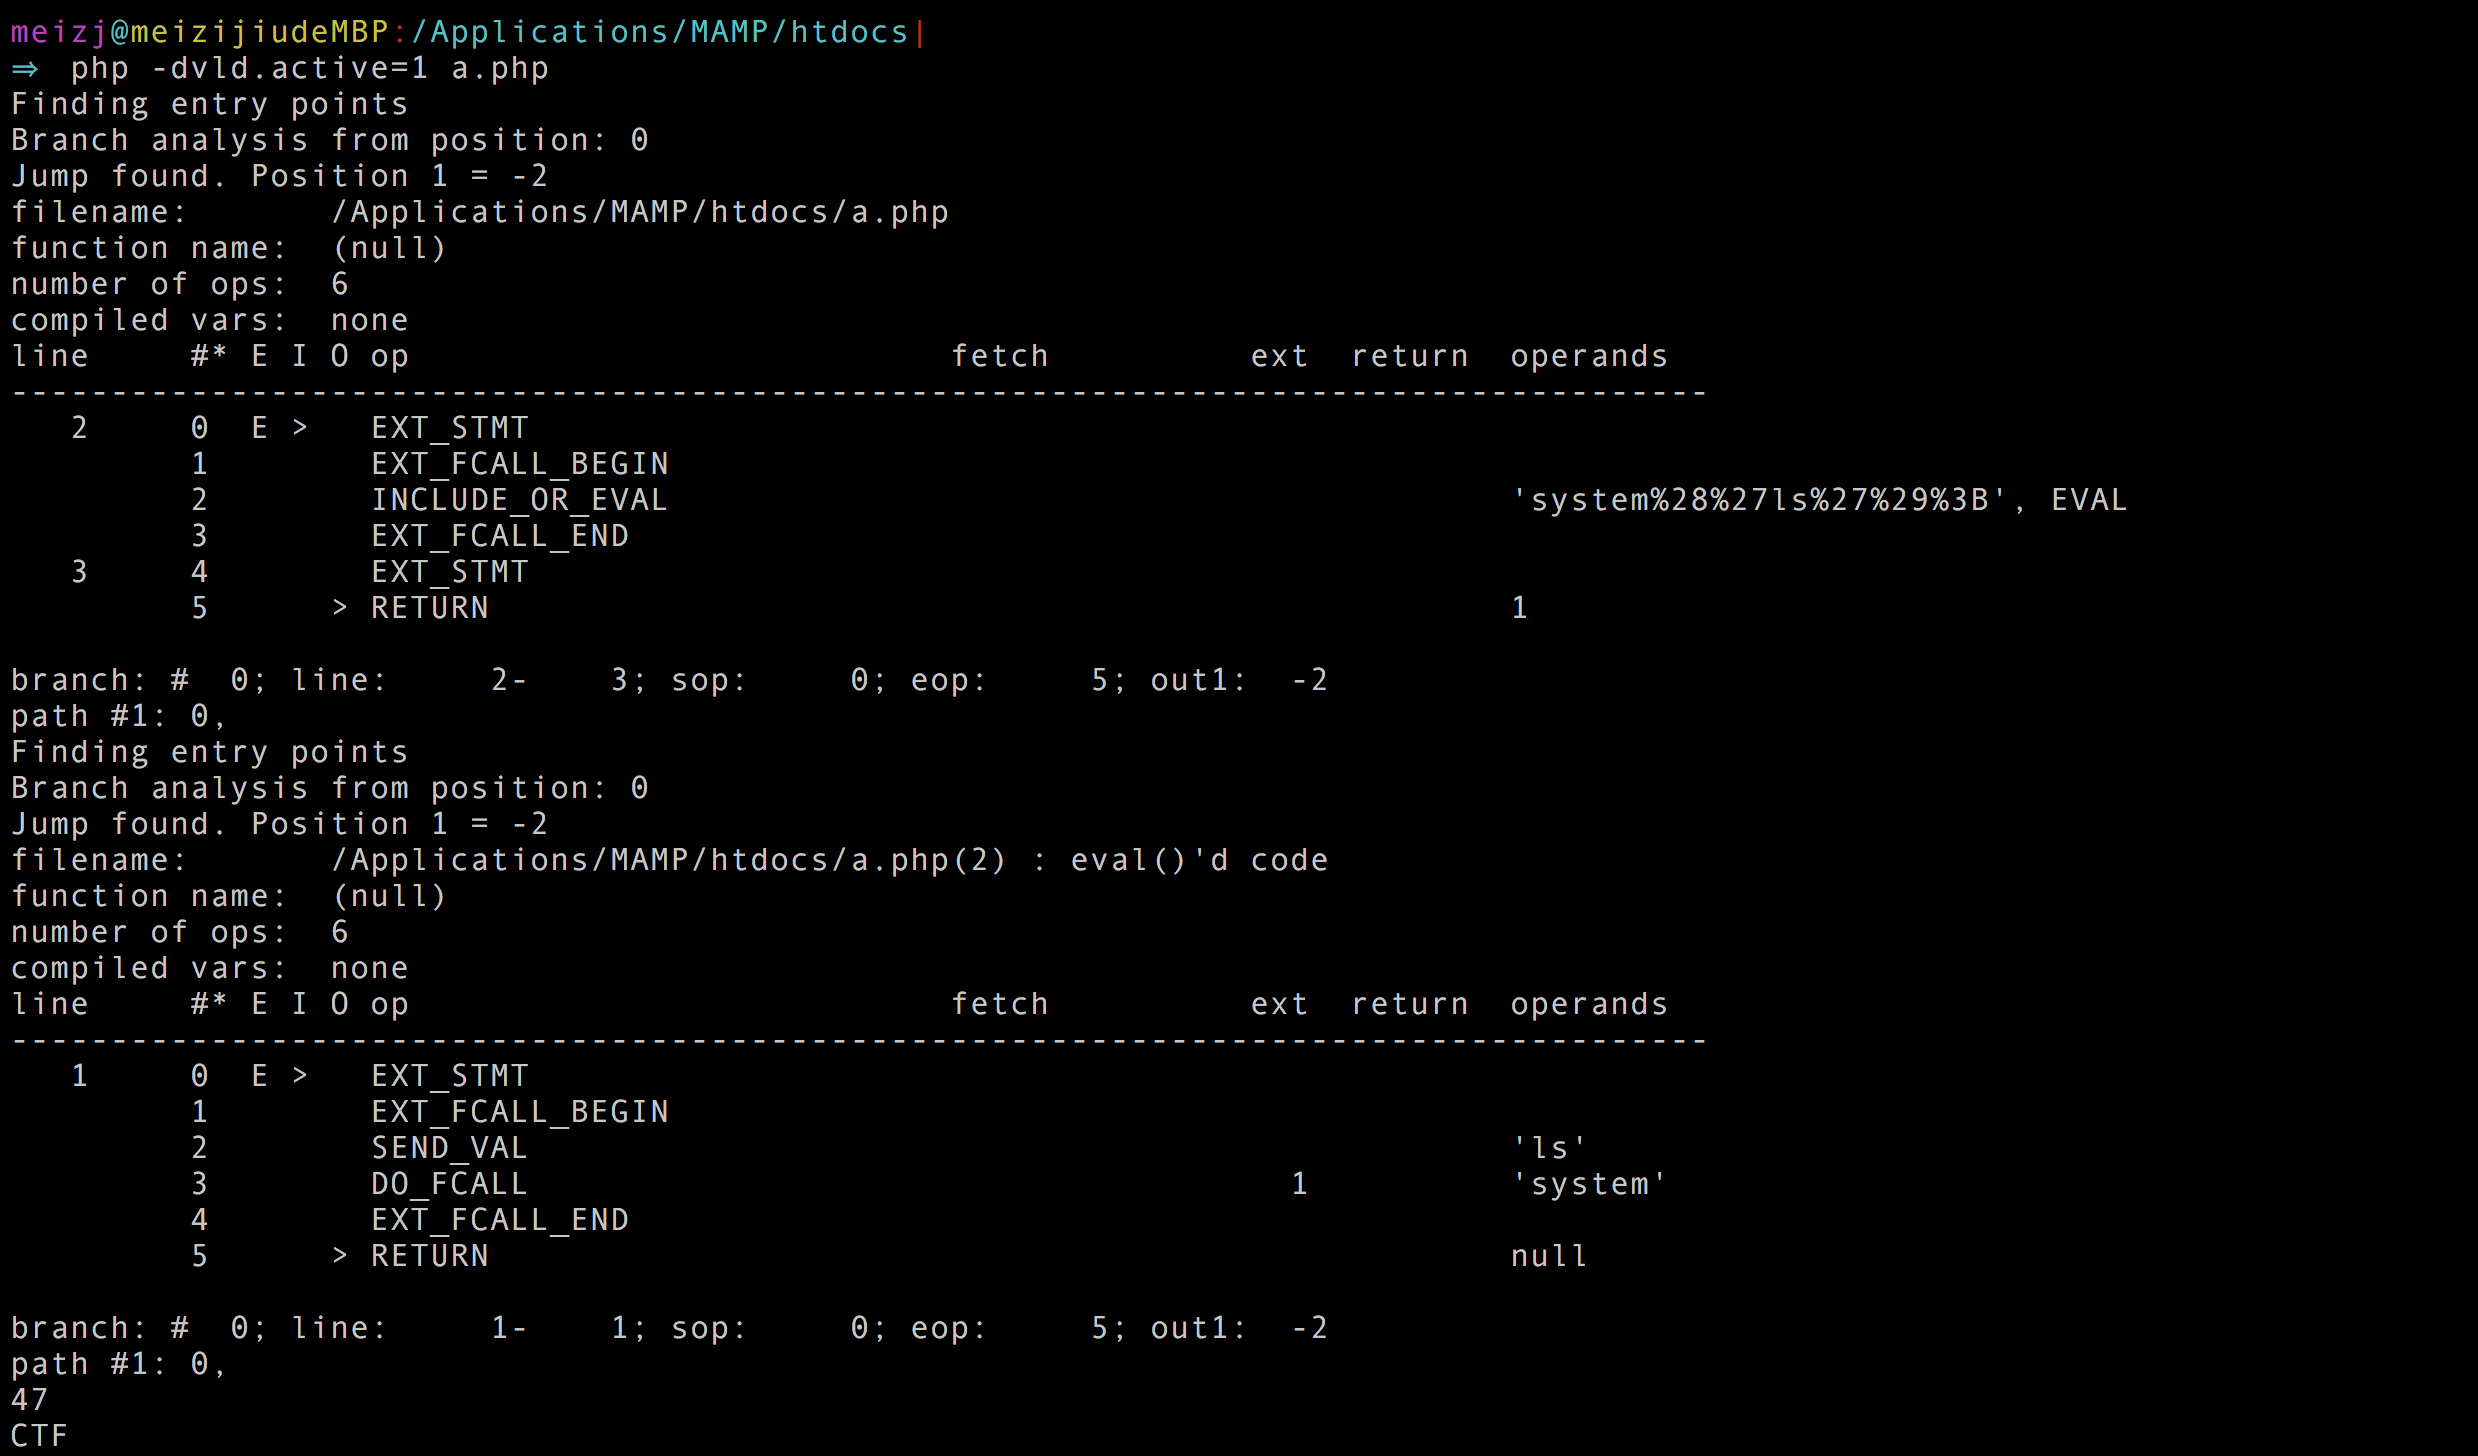 meizj@meizijiudeMBP:/Applications/MAMP/htdocs|
⇒  php -dvld.active=1 a.php
Finding entry points
Branch analysis from position: 0
Jump found. Position 1 = -2
filename:       /Applications/MAMP/htdocs/a.php
function name:  (null)
number of ops:  6
compiled vars:  none
line     #* E I O op                           fetch          ext  return  operands
-------------------------------------------------------------------------------------
   2     0  E >   EXT_STMT
         1        EXT_FCALL_BEGIN
         2        INCLUDE_OR_EVAL                                          'system%28%27ls%27%29%3B', EVAL
         3        EXT_FCALL_END
   3     4        EXT_STMT
         5      > RETURN                                                   1
branch: #  0; line:     2-    3; sop:     0; eop:     5; out1:  -2
path #1: 0,
Finding entry points
Branch analysis from position: 0
Jump found. Position 1 = -2
filename:       /Applications/MAMP/htdocs/a.php(2) : eval()'d code
function name:  (null)
number of ops:  6
compiled vars:  none
line     #* E I O op                           fetch          ext  return  operands
-------------------------------------------------------------------------------------
   1     0  E >   EXT_STMT
         1        EXT_FCALL_BEGIN
         2        SEND_VAL                                                 'ls'
         3        DO_FCALL                                      1          'system'
         4        EXT_FCALL_END
         5      > RETURN                                                   null
branch: #  0; line:     1-    1; sop:     0; eop:     5; out1:  -2
path #1: 0,
47
CTF